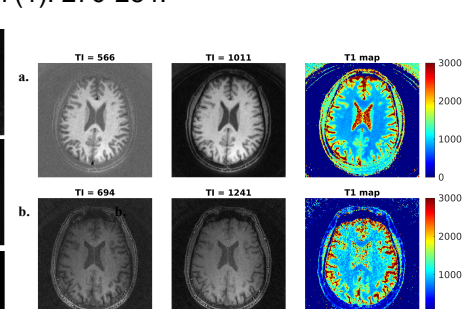 TI = 566 TI = 1011 T1 map
a.
3000
2000
1000
0
TI = 694 TI = 1241 T1 map
b. b.
3000
2000
1000